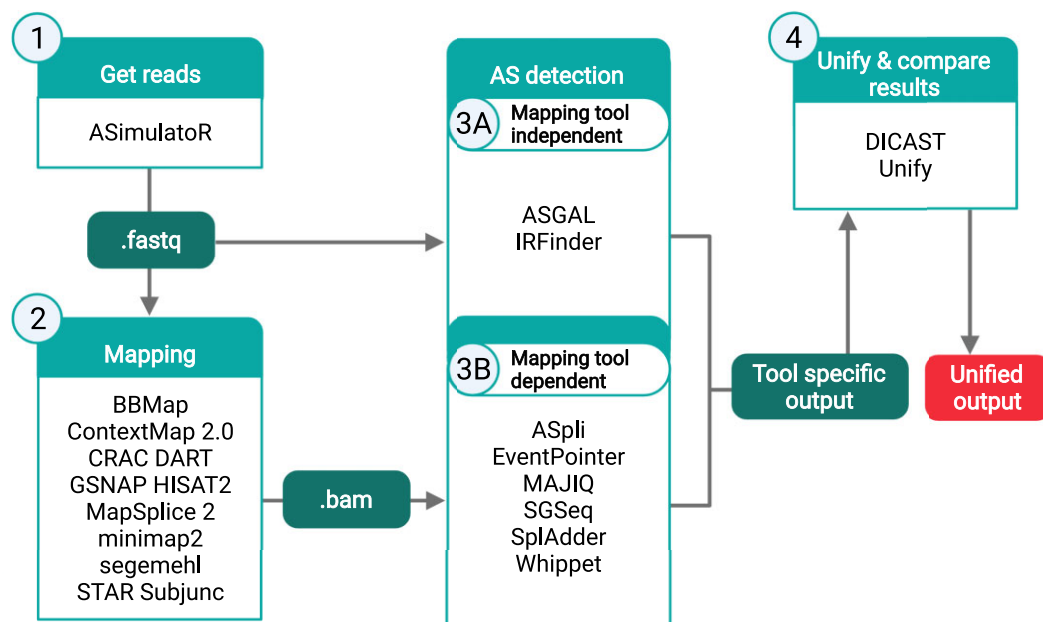 1
Get reads
ASimulatoR
.fastq
2
Mapping
BBMap
ContextMap 2.0
CRAC DART
GSNAP HISAT2
MapSplice 2
minimap2
segemehl
STAR Subjunc
.bam
AS detection
3A
Mapping tool
independent
ASGAL
IRFinder
3B
Mapping tool
dependent
ASpli
EventPointer
MAJIQ
SGSeq
SplAdder
Whippet
Tool specific
output
4
Unify & compare
results
DICAST
Unify
Unified
output